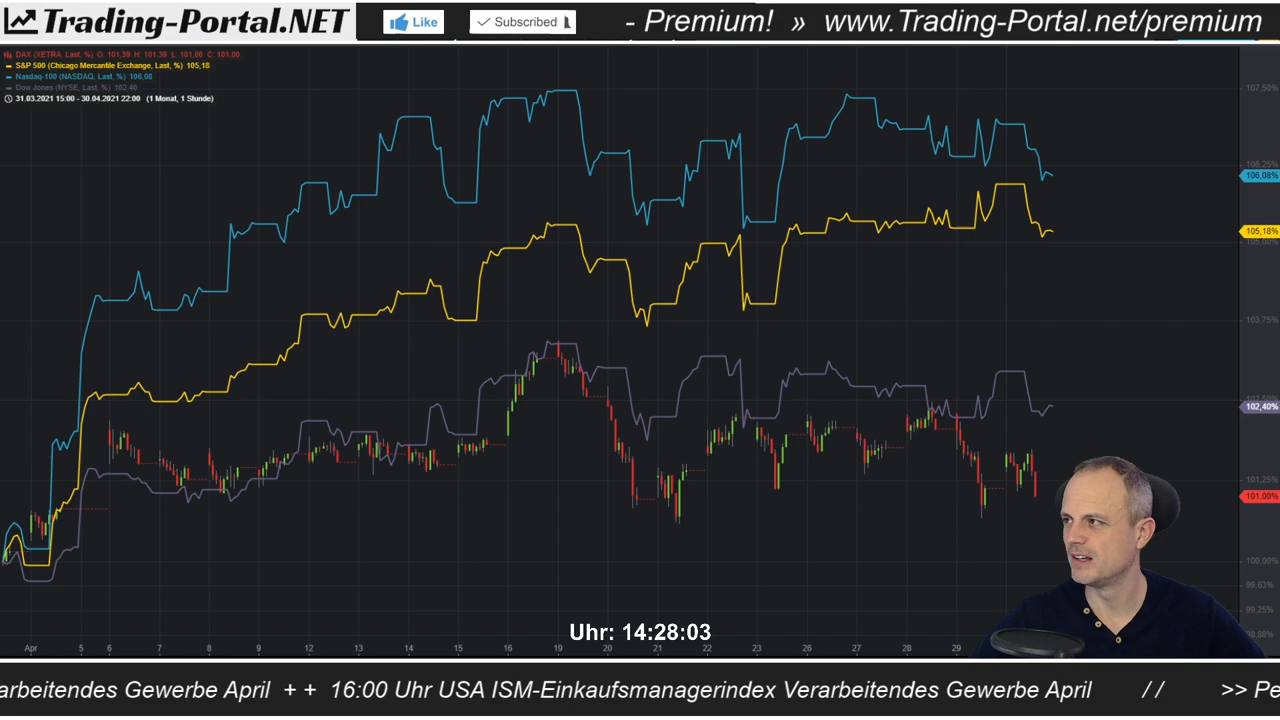 Trading-Portal.NET
Like
Subscribed
- Premium! » www.Trading-Portal.net/premium
DAX (XETRA, Last, %) O: 101.39 H: 101.39 L: 101.00 C: 101.00
S&P 500 (Chicago Mercantile Exchange, Last, %) 105,18
Nasdaq-100 (NASDAQ, Last, %) 106,08
Dow Jones (NYSE, Last, %) 102,40
31.03.2021 15:00 - 30.04.2021 22:00 (1 Monat, 1 Stunde)
107,50%
106,25%
106,08%
105,18%
105,00%
103,75%
102,50%
102,40%
101,25%
101,00%
100,00%
99,63%
99,25%
98,88%
Uhr: 14:28:03
Apr 5 6 7 8 9 12 13 14 15 16 19 20 21 22 23 26 27 28 29
arbeitendes Gewerbe April + + 16:00 Uhr USA ISM-Einkaufsmanagerindex Verarbeitendes Gewerbe April // >> Pe